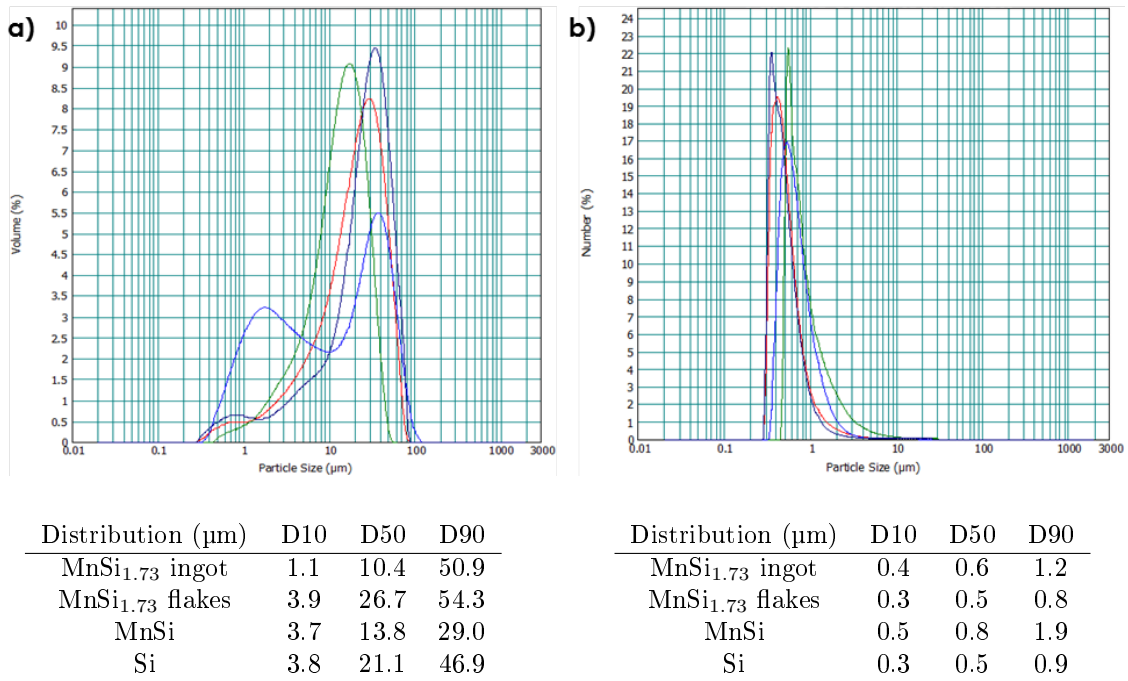 a)
10
9.5
9
8.5
8
7.5
7
6.5
6
5.5
5
4.5
4
3.5
3
2.5
2
1.5
1
0.5
0
Volume (%)
0.01 0.1 1 10 100 1000 3000
Particle Size (µm)
b)
24
23
22
21
20
19
18
17
16
15
14
13
12
11
10
9
8
7
6
5
4
3
2
1
0
Number (%)
0.01 0.1 1 10 100 1000 3000
Particle Size (µm)
Distribution (µm) D10 D50 D90
MnSi₁.₇₃ ingot 1.1 10.4 50.9
MnSi₁.₇₃ flakes 3.9 26.7 54.3
MnSi 3.7 13.8 29.0
Si 3.8 21.1 46.9
Distribution (µm) D10 D50 D90
MnSi₁.₇₃ ingot 0.4 0.6 1.2
MnSi₁.₇₃ flakes 0.3 0.5 0.8
MnSi 0.5 0.8 1.9
Si 0.3 0.5 0.9